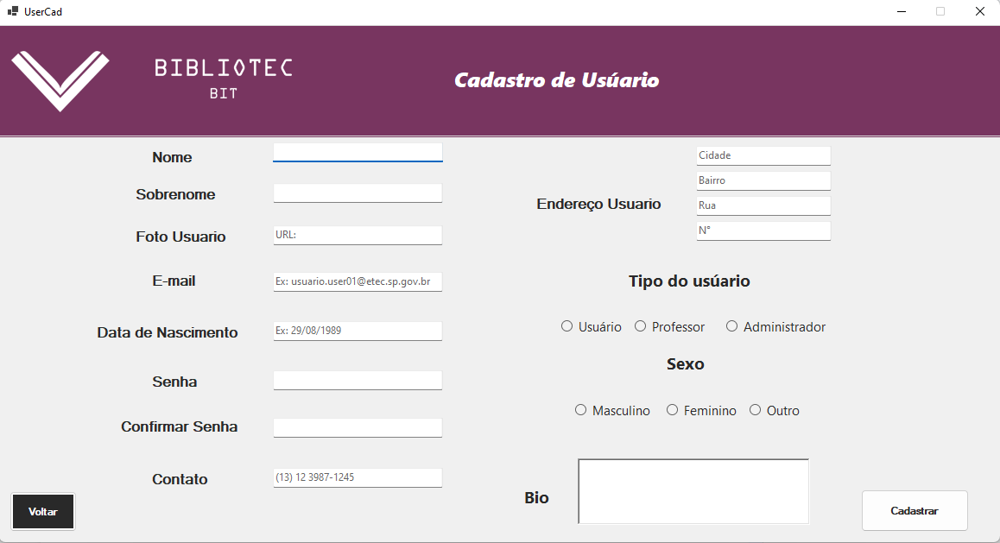 UserCad
BIBLIOTEC
BIT
Cadastro de Usúario
Nome
Sobrenome
Foto Usuario
URL:
E-mail
Ex: usuario.user01@etec.sp.gov.br
Data de Nascimento
Ex: 29/08/1989
Senha
Confirmar Senha
Contato
(13) 12 3987-1245
Voltar
Endereço Usuario
Cidade
Bairro
Rua
N°
Tipo do usúario
Usuário Professor Administrador
Sexo
Masculino Feminino Outro
Bio
Cadastrar